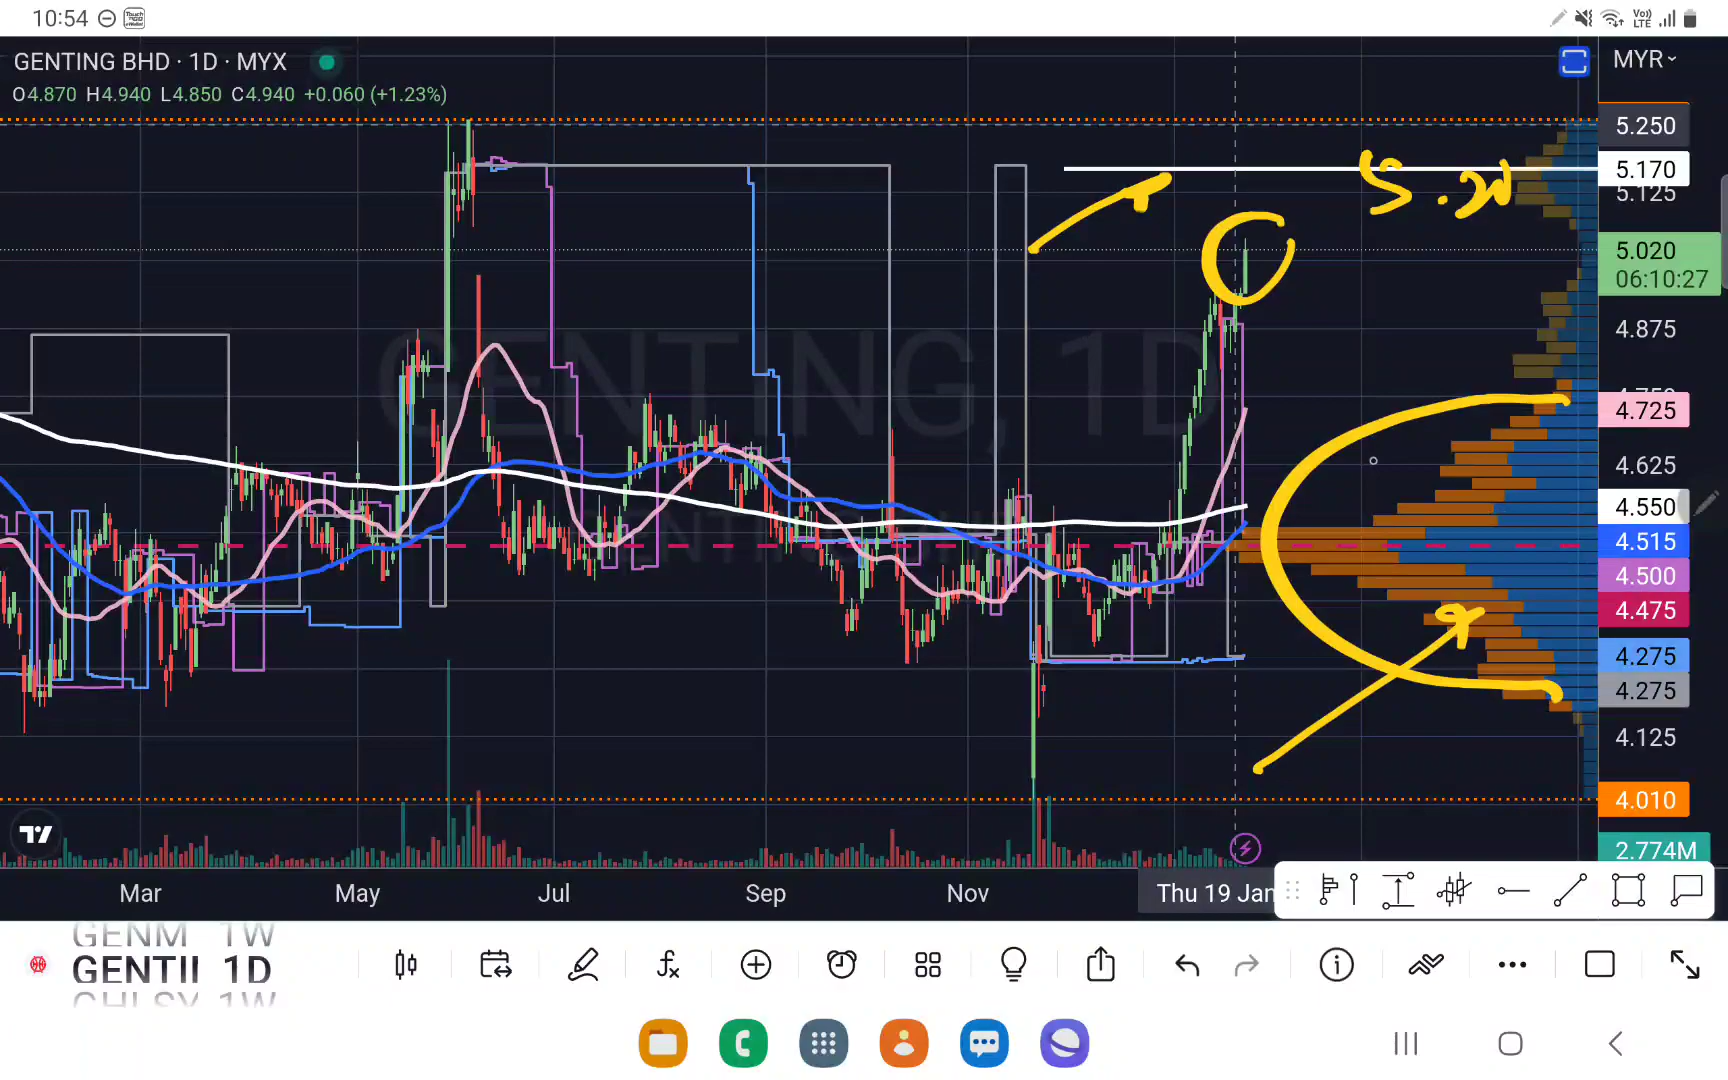 10:54
LTE
GENTING BHD · 1D · MYX
MYR
O4.870 H4.940 L4.850 C4.940 +0.060 (+1.23%)
5.250
5.170
5.125
5.020
06:10:27
4.875
GENTING, 1D
4.725
4.625
4.550
4.515
4.500
4.475
4.275
4.275
4.125
4.010
2.774M
Mar
May
Jul
Sep
Nov
Thu 19 Jan
GENM 1W
GENTII 1D